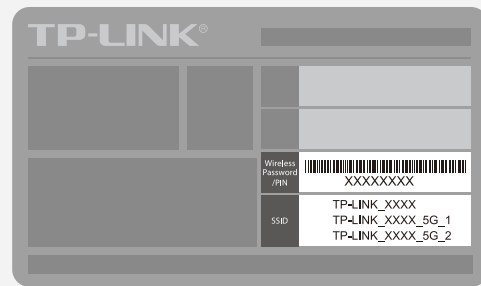 TP-LINK®
Wireless
Password
/PIN
XXXXXXXX
SSID
TP-LINK_XXXX
TP-LINK_XXXX_5G_1
TP-LINK_XXXX_5G_2